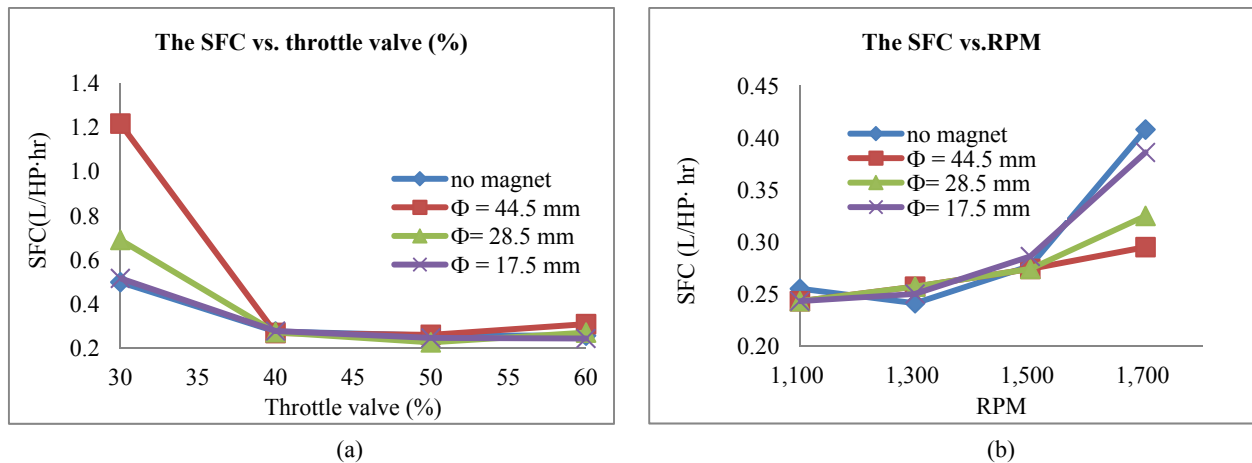 The SFC vs. throttle valve (%)
SFC(L/HP·hr)
1.4
1.2
1.0
0.8
0.6
0.4
0.2
30 35 40 45 50 55 60
Throttle valve (%)
no magnet
Φ = 44.5 mm
Φ= 28.5 mm
Φ = 17.5 mm
(a)
The SFC vs.RPM
SFC (L/HP· hr)
0.45
0.40
0.35
0.30
0.25
0.20
1,100 1,300 1,500 1,700
RPM
no magnet
Φ = 44.5 mm
Φ= 28.5 mm
Φ = 17.5 mm
(b)